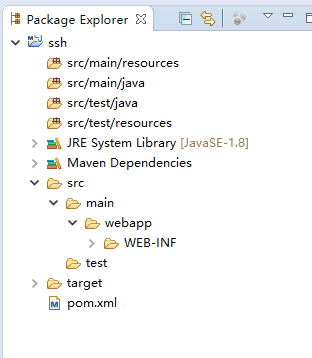 Package Explorer
ssh
src/main/resources
src/main/java
src/test/java
src/test/resources
JRE System Library [JavaSE-1.8]
Maven Dependencies
src
main
webapp
WEB-INF
test
target
pom.xml